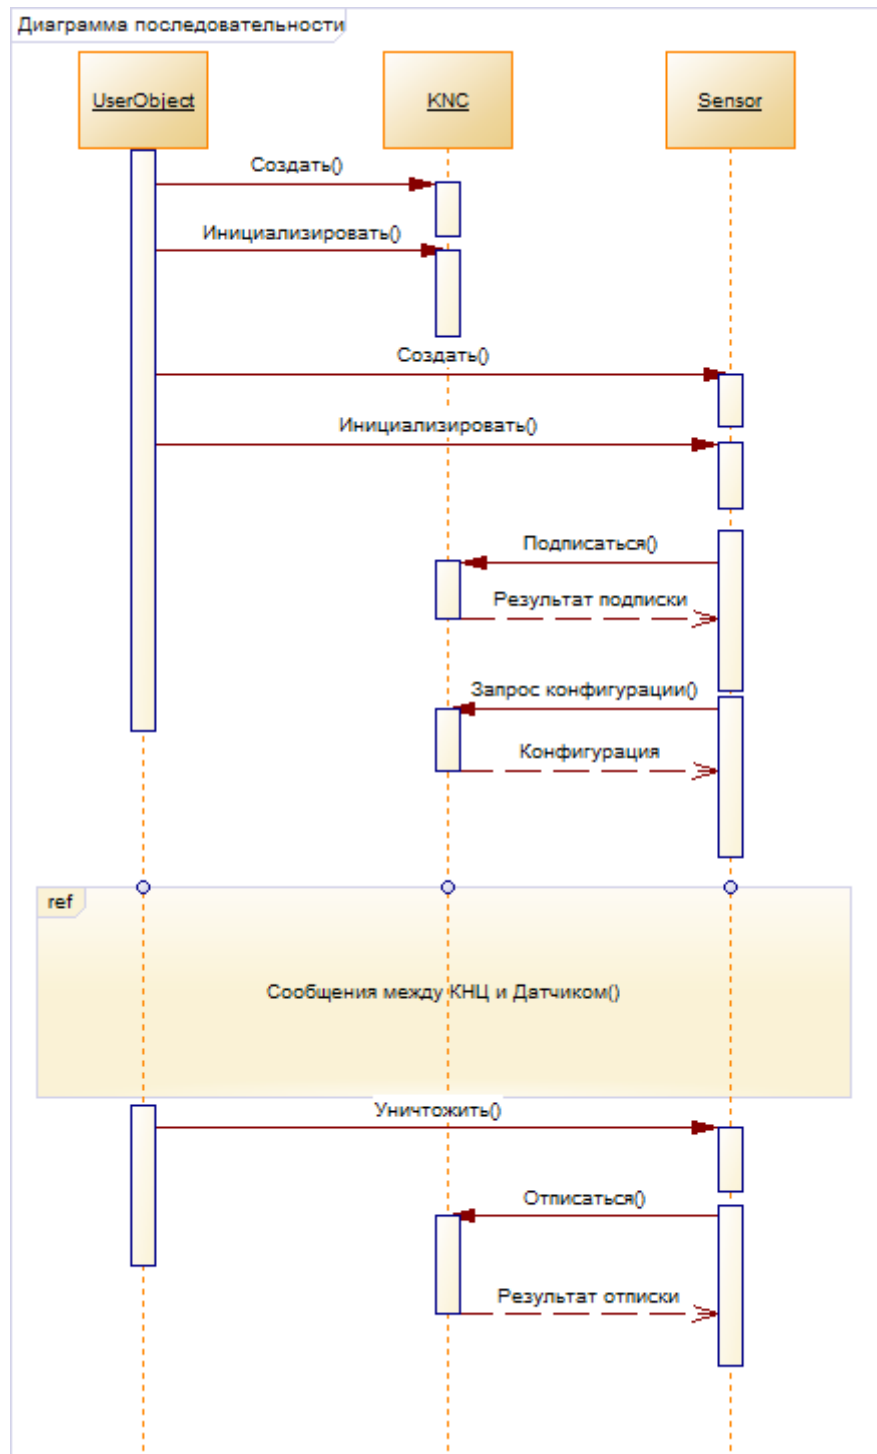 Диаграмма последовательности
UserObject
KNC
Sensor
Создать()
Инициализировать()
Создать()
Инициализировать()
Подписаться()
Результат подписки
Запрос конфигурации()
Конфигурация
ref
Сообщения между КНЦ и Датчиком()
Уничтожить()
Отписаться()
Результат отписки